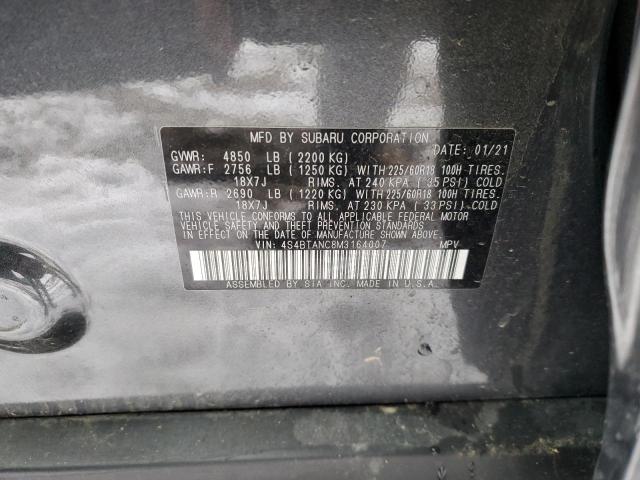 MFD BY SUBARU CORPORATION DATE: 01/21
GVWR: 4850 LB (2200 KG)
GAWR:F 2756 LB (1250 KG) WITH 225/60R18 100H TIRES.
18X7J RIMS. AT 240 KPA (35 PSI) COLD
GAWR:R 2690 LB (1220 KG) WITH 225/60R18 100H TIRES.
18X7J RIMS. AT 230 KPA (33 PSI) COLD
THIS VEHICLE CONFORMS TO ALL APPLICABLE FEDERAL MOTOR
VEHICLE SAFETY, BUMPER, AND THEFT PREVENTION STANDARDS
IN EFFECT ON THE DATE OF MANUFACTURE SHOWN ABOVE.
VIN: 4S4BTANC8M3164007 MPV
ASSEMBLED BY SIA INC. MADE IN U.S.A.